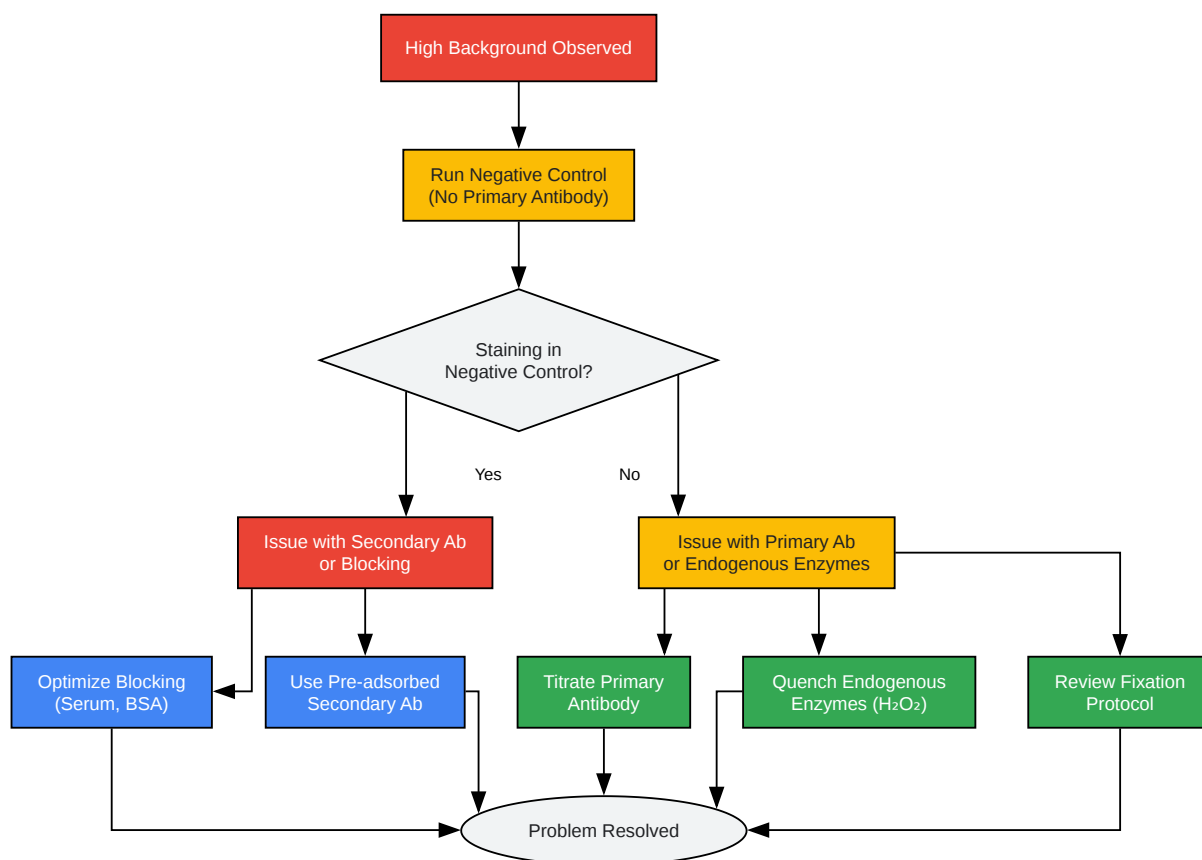 High Background Observed
Run Negative Control
(No Primary Antibody)
Staining in
Negative Control?
Yes
No
Issue with Secondary Ab
or Blocking
Issue with Primary Ab
or Endogenous Enzymes
Optimize Blocking
(Serum, BSA)
Use Pre-adsorbed
Secondary Ab
Titrate Primary
Antibody
Quench Endogenous
Enzymes (H₂O₂)
Review Fixation
Protocol
Problem Resolved